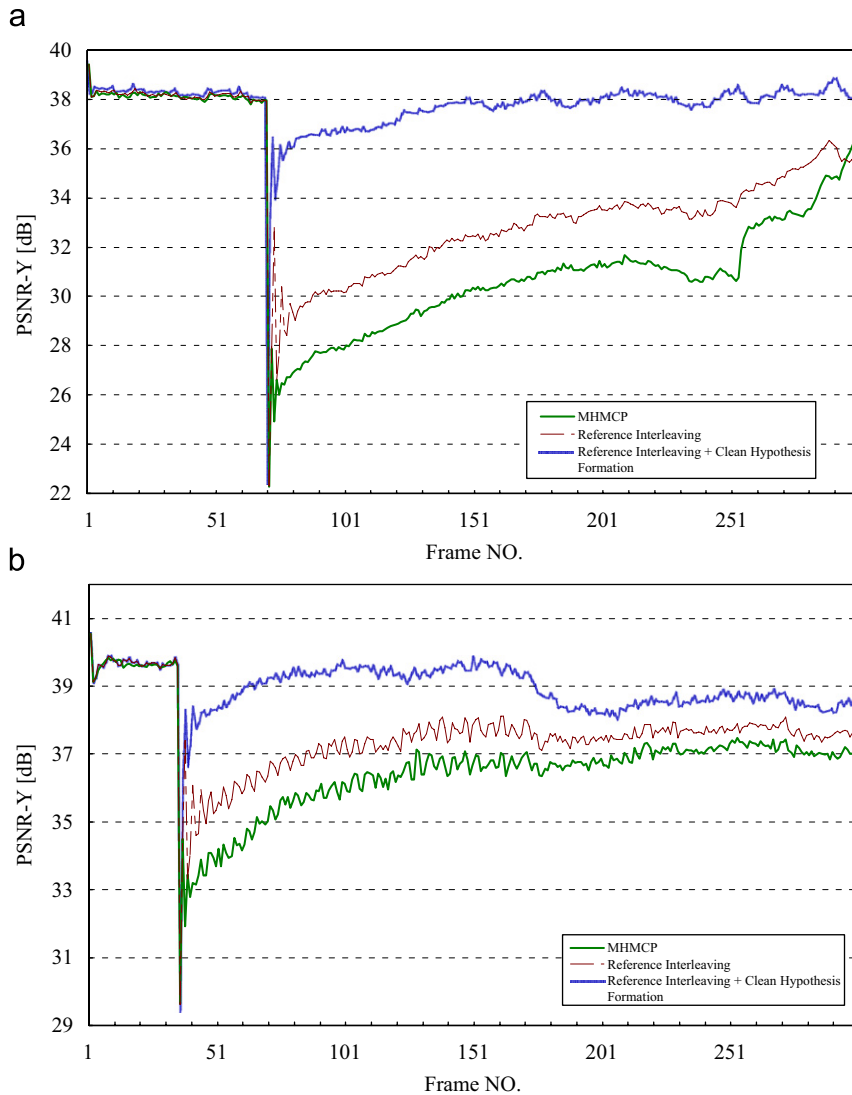 a
40
38
36
34
32
30
28
26
24
22
PSNR-Y [dB]
1 51 101 151 201 251
Frame NO.
MHMCP
Reference Interleaving
Reference Interleaving + Clean Hypothesis
Formation
b
41
39
37
35
33
31
29
PSNR-Y [dB]
1 51 101 151 201 251
Frame NO.
MHMCP
Reference Interleaving
Reference Interleaving + Clean Hypothesis
Formation